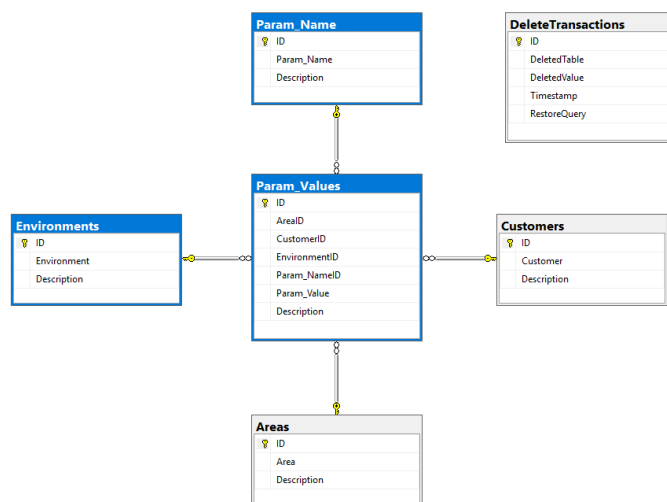 Param_Name
ID
Param_Name
Description
DeleteTransactions
ID
DeletedTable
DeletedValue
Timestamp
RestoreQuery
Param_Values
ID
AreaID
CustomerID
EnvironmentID
Param_NameID
Param_Value
Description
Environments
ID
Environment
Description
Customers
ID
Customer
Description
Areas
ID
Area
Description